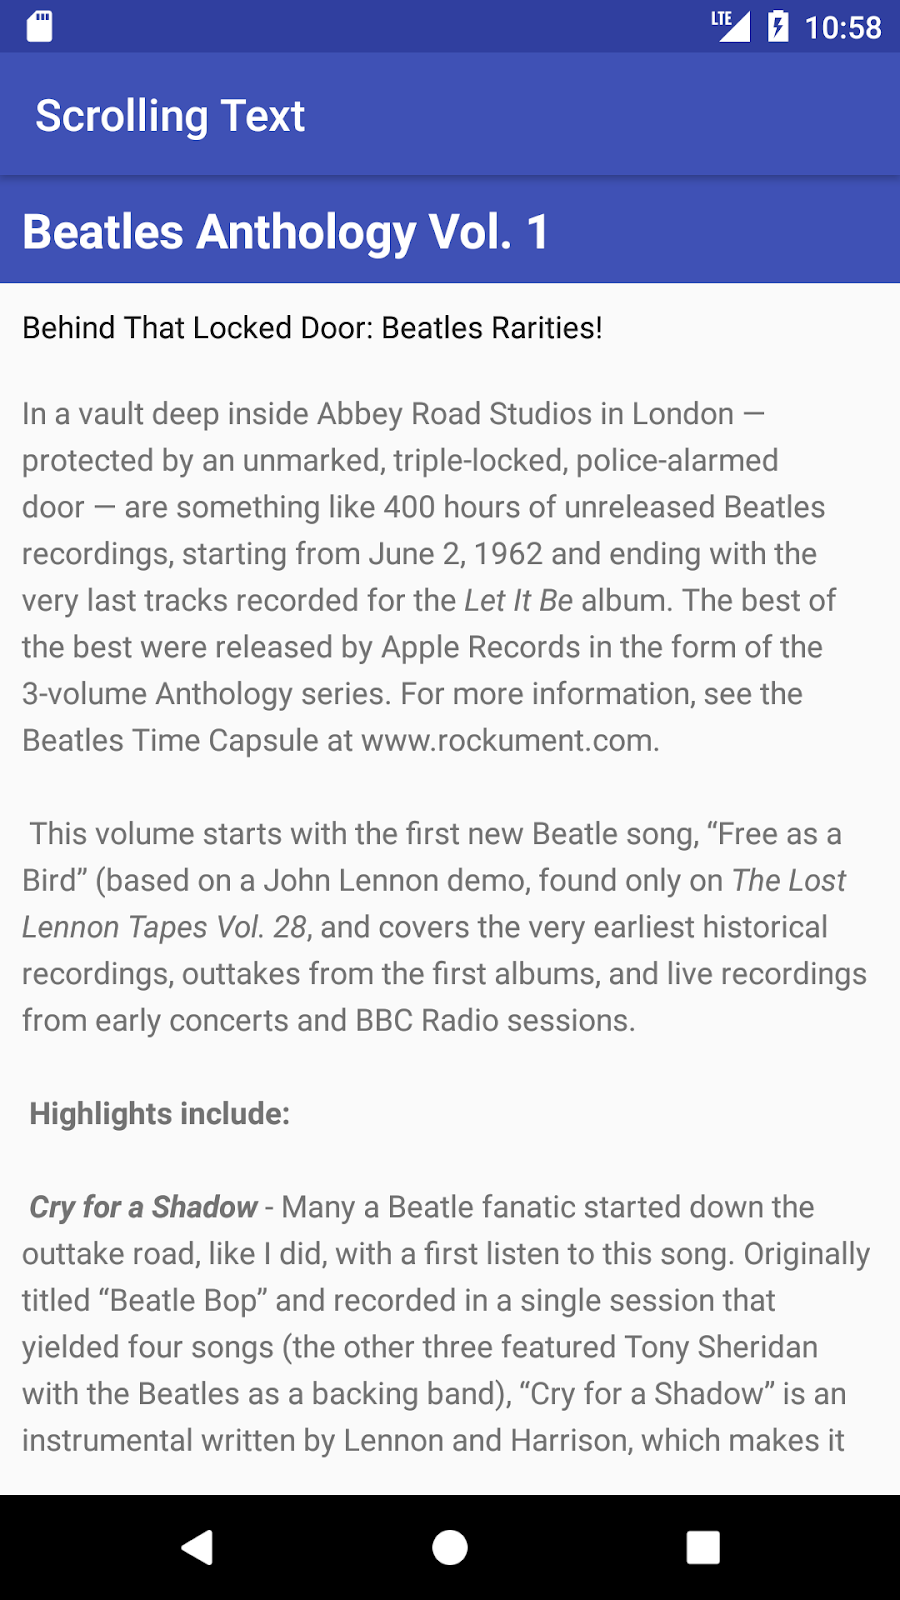 LTE 10:58
Scrolling Text
Beatles Anthology Vol. 1
Behind That Locked Door: Beatles Rarities!
In a vault deep inside Abbey Road Studios in London —
protected by an unmarked, triple-locked, police-alarmed
door — are something like 400 hours of unreleased Beatles
recordings, starting from June 2, 1962 and ending with the
very last tracks recorded for the Let It Be album. The best of
the best were released by Apple Records in the form of the
3-volume Anthology series. For more information, see the
Beatles Time Capsule at www.rockument.com.
This volume starts with the first new Beatle song, “Free as a
Bird” (based on a John Lennon demo, found only on The Lost
Lennon Tapes Vol. 28, and covers the very earliest historical
recordings, outtakes from the first albums, and live recordings
from early concerts and BBC Radio sessions.
Highlights include:
Cry for a Shadow - Many a Beatle fanatic started down the
outtake road, like I did, with a first listen to this song. Originally
titled “Beatle Bop” and recorded in a single session that
yielded four songs (the other three featured Tony Sheridan
with the Beatles as a backing band), “Cry for a Shadow” is an
instrumental written by Lennon and Harrison, which makes it